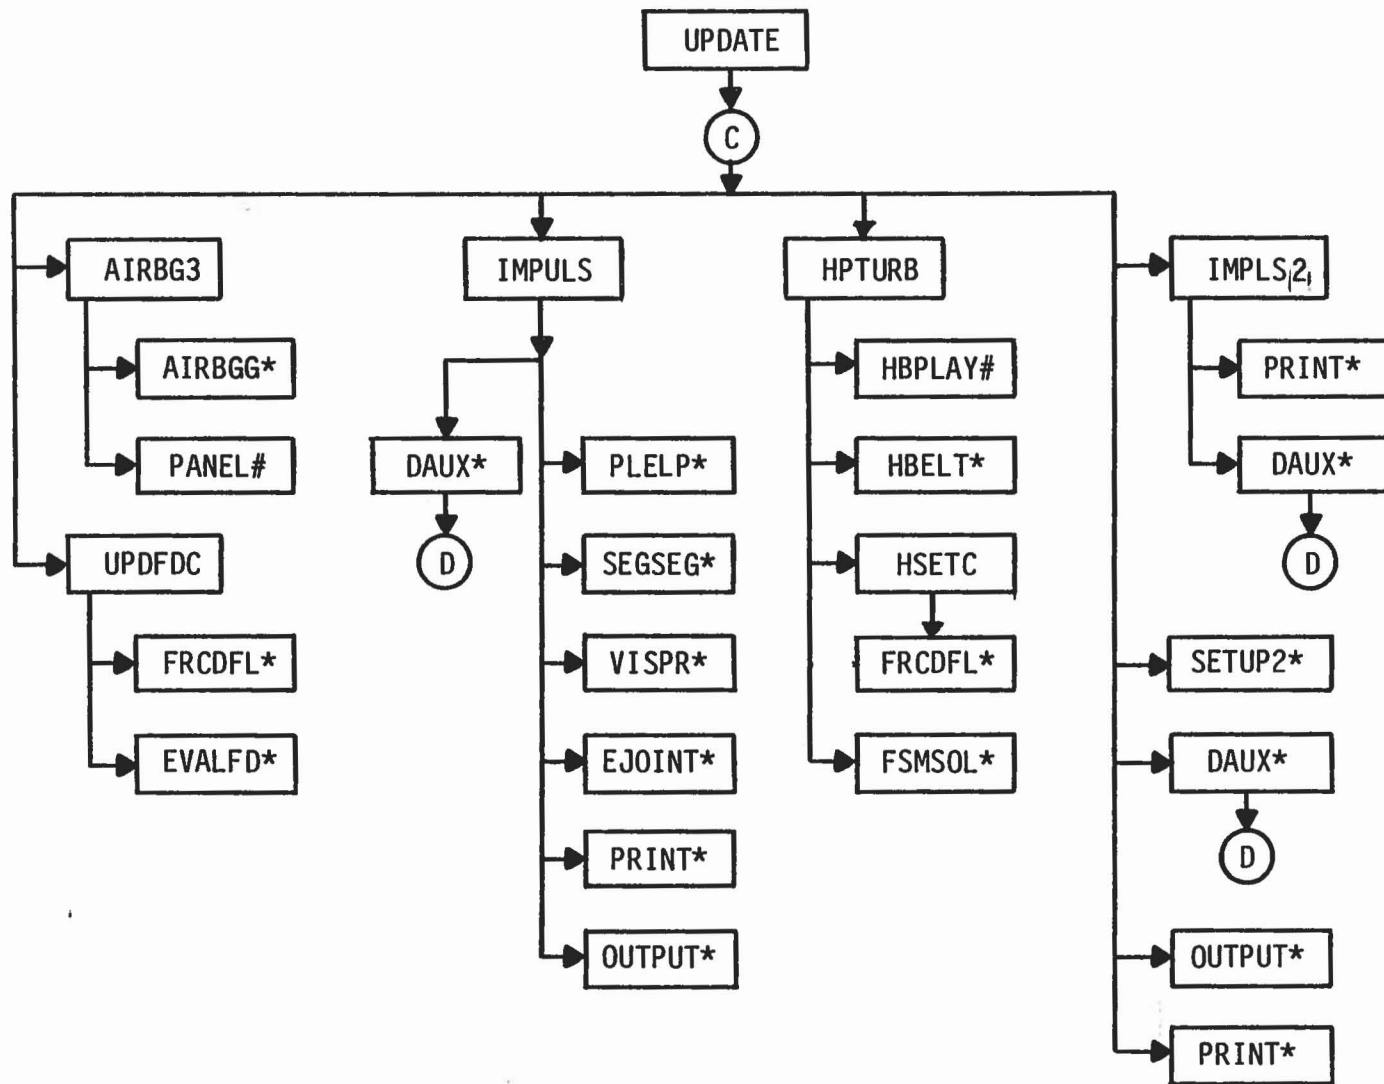 UPDATE
C
AIRBG3
IMPULS
HPTURB
IMPLS2
AIRBGG*
HBPLAY#
PRINT*
PANEL#
DAUX*
PLELP*
HBELT*
DAUX*
UPDFDC
D
SEGSEG*
HSETC
D
FRCDFL*
VISPR*
FRCDFL*
SETUP2*
EVALFD*
EJOINT*
FSMSOL*
DAUX*
PRINT*
D
OUTPUT*
OUTPUT*
PRINT*